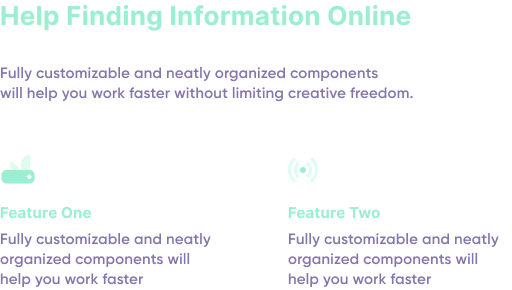 Help Finding Information Online
Fully customizable and neatly organized components
will help you work faster without limiting creative freedom.
Feature One
Fully customizable and neatly
organized components will
help you work faster
Feature Two
Fully customizable and neatly
organized components will
help you work faster